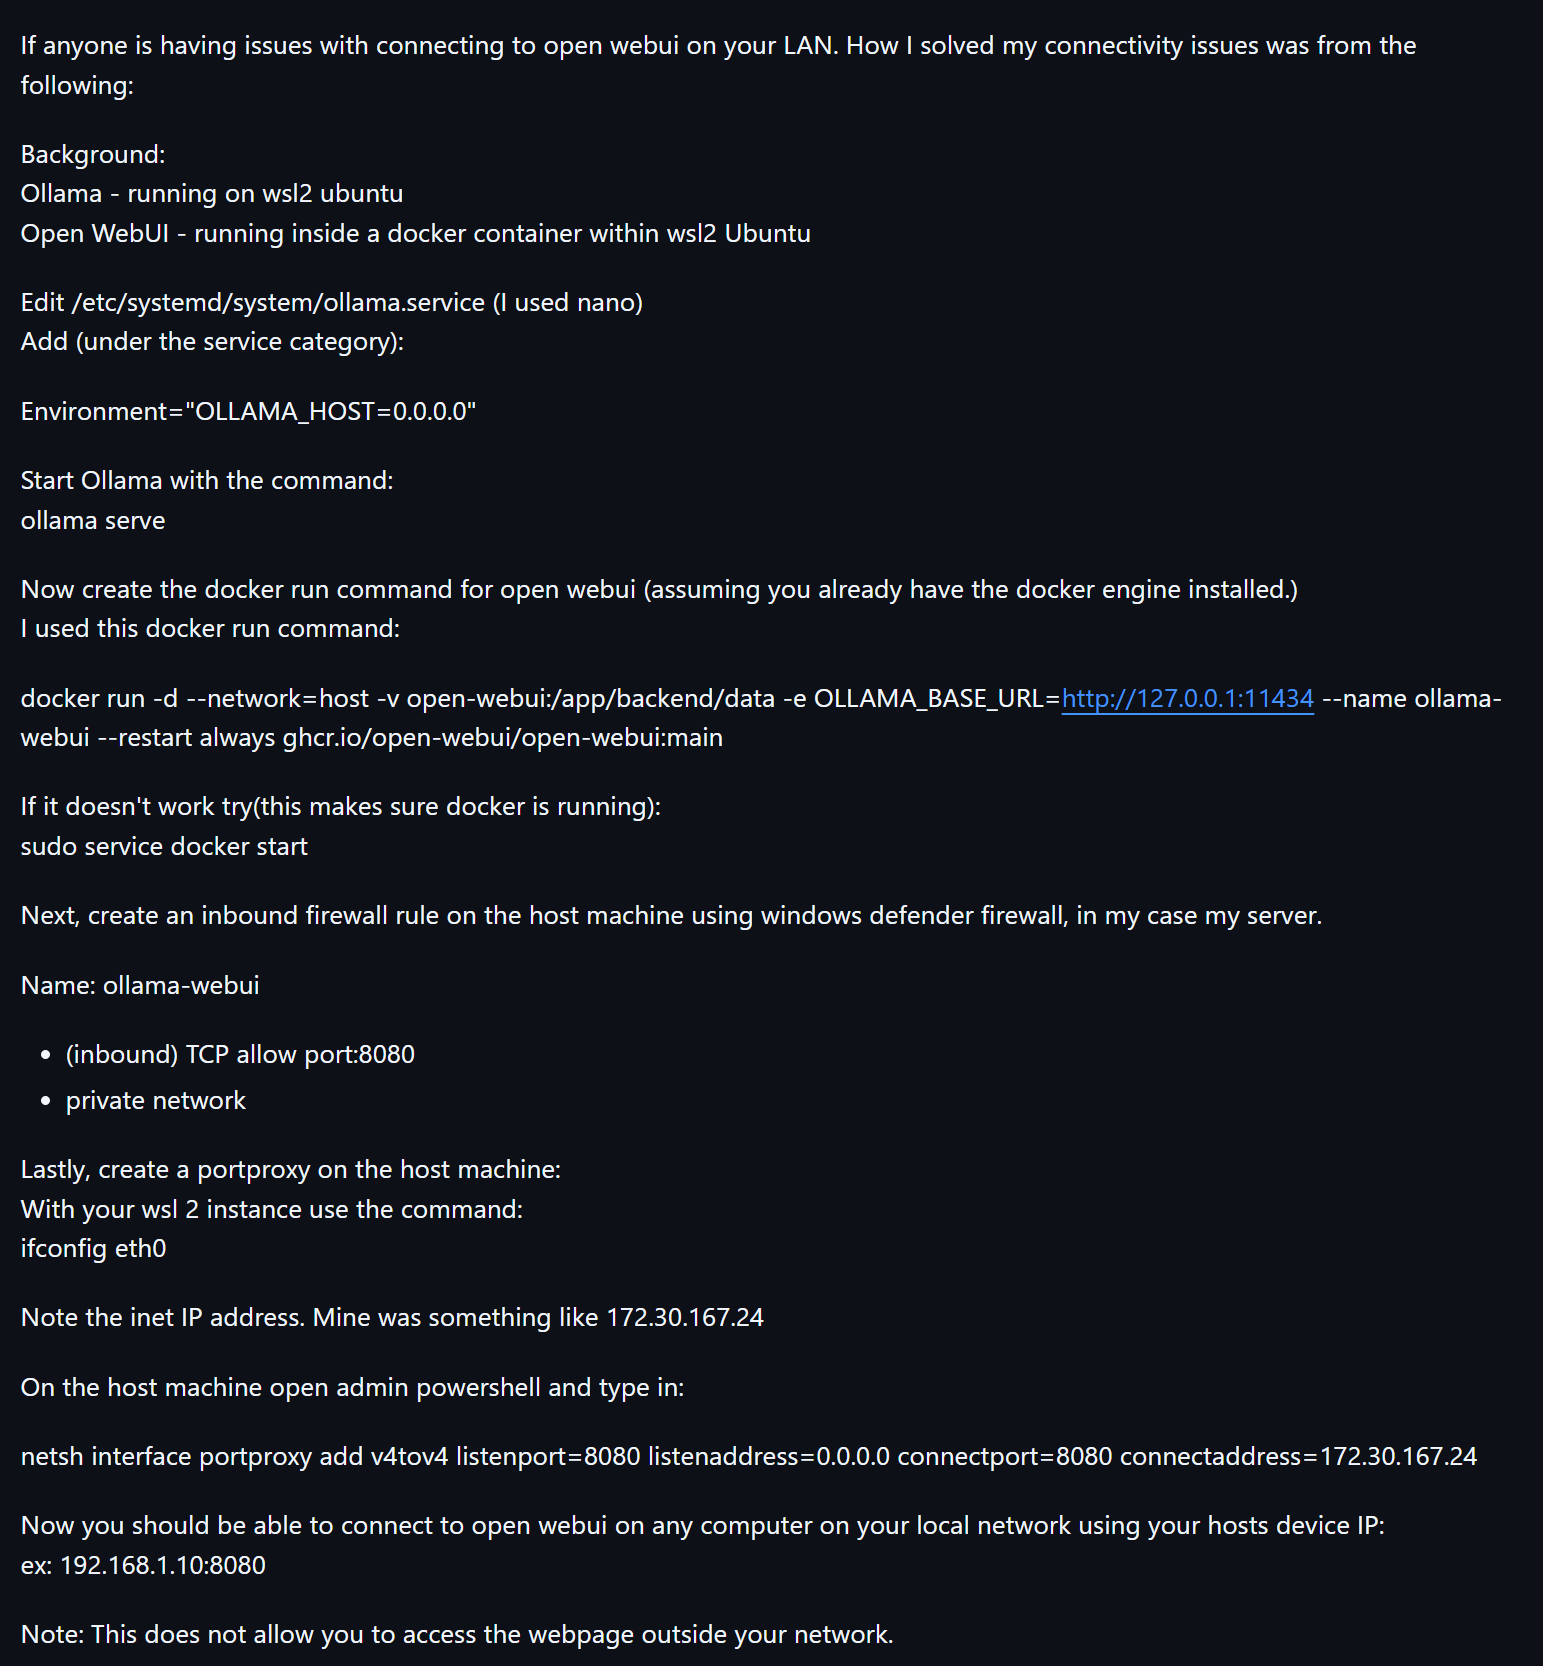 If anyone is having issues with connecting to open webui on your LAN. How I solved my connectivity issues was from the
following:
Background:
Ollama - running on wsl2 ubuntu
Open WebUI - running inside a docker container within wsl2 Ubuntu
Edit /etc/systemd/system/ollama.service (I used nano)
Add (under the service category):
Environment="OLLAMA_HOST=0.0.0.0"
Start Ollama with the command:
ollama serve
Now create the docker run command for open webui (assuming you already have the docker engine installed.)
I used this docker run command:
docker run -d --network=host -v open-webui:/app/backend/data -e OLLAMA_BASE_URL=http://127.0.0.1:11434 --name ollama-
webui --restart always ghcr.io/open-webui/open-webui:main
If it doesn't work try(this makes sure docker is running):
sudo service docker start
Next, create an inbound firewall rule on the host machine using windows defender firewall, in my case my server.
Name: ollama-webui
• (inbound) TCP allow port:8080
• private network
Lastly, create a portproxy on the host machine:
With your wsl 2 instance use the command:
ifconfig eth0
Note the inet IP address. Mine was something like 172.30.167.24
On the host machine open admin powershell and type in:
netsh interface portproxy add v4tov4 listenport=8080 listenaddress=0.0.0.0 connectport=8080 connectaddress=172.30.167.24
Now you should be able to connect to open webui on any computer on your local network using your hosts device IP:
ex: 192.168.1.10:8080
Note: This does not allow you to access the webpage outside your network.